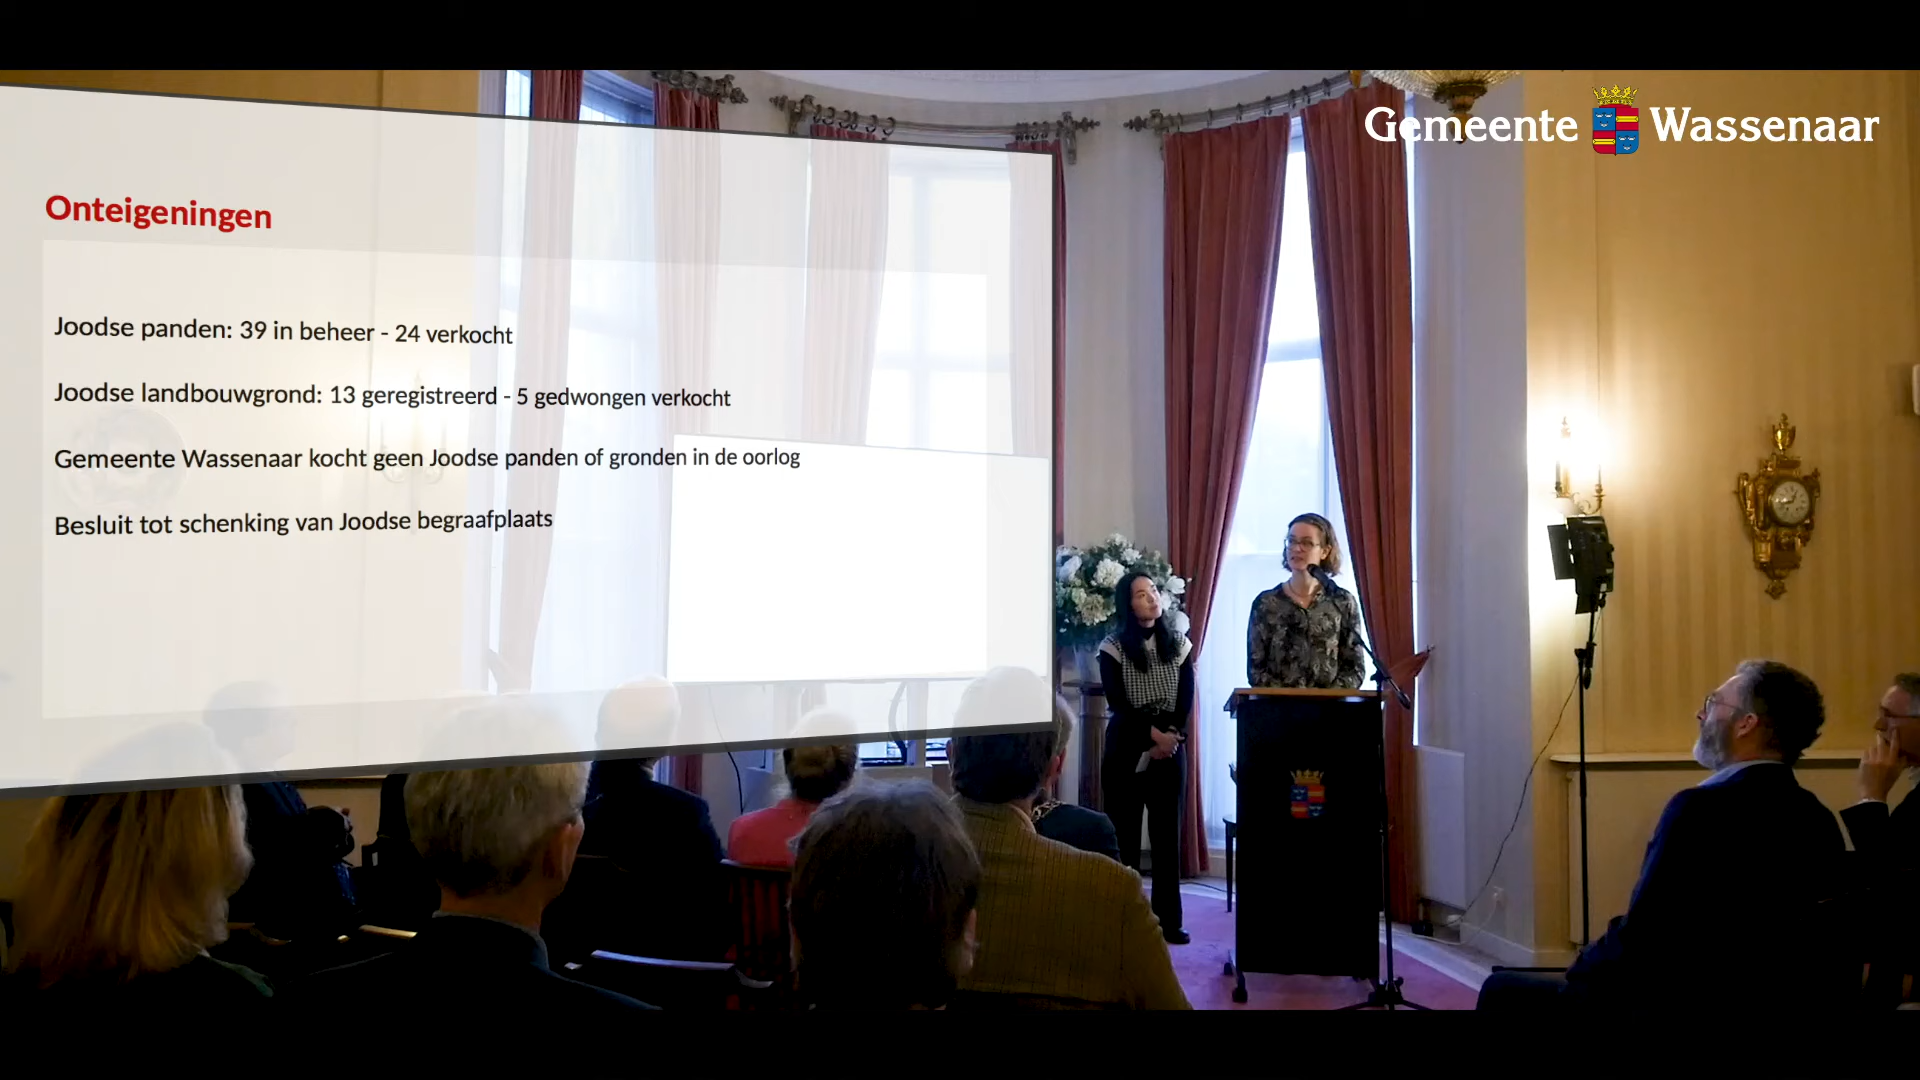 Gemeente Wassenaar
Onteigeningen
Joodse panden: 39 in beheer - 24 verkocht
Joodse landbouwgrond: 13 geregistreerd - 5 gedwongen verkocht
Gemeente Wassenaar kocht geen Joodse panden of gronden in de oorlog
Besluit tot schenking van Joodse begraafplaats